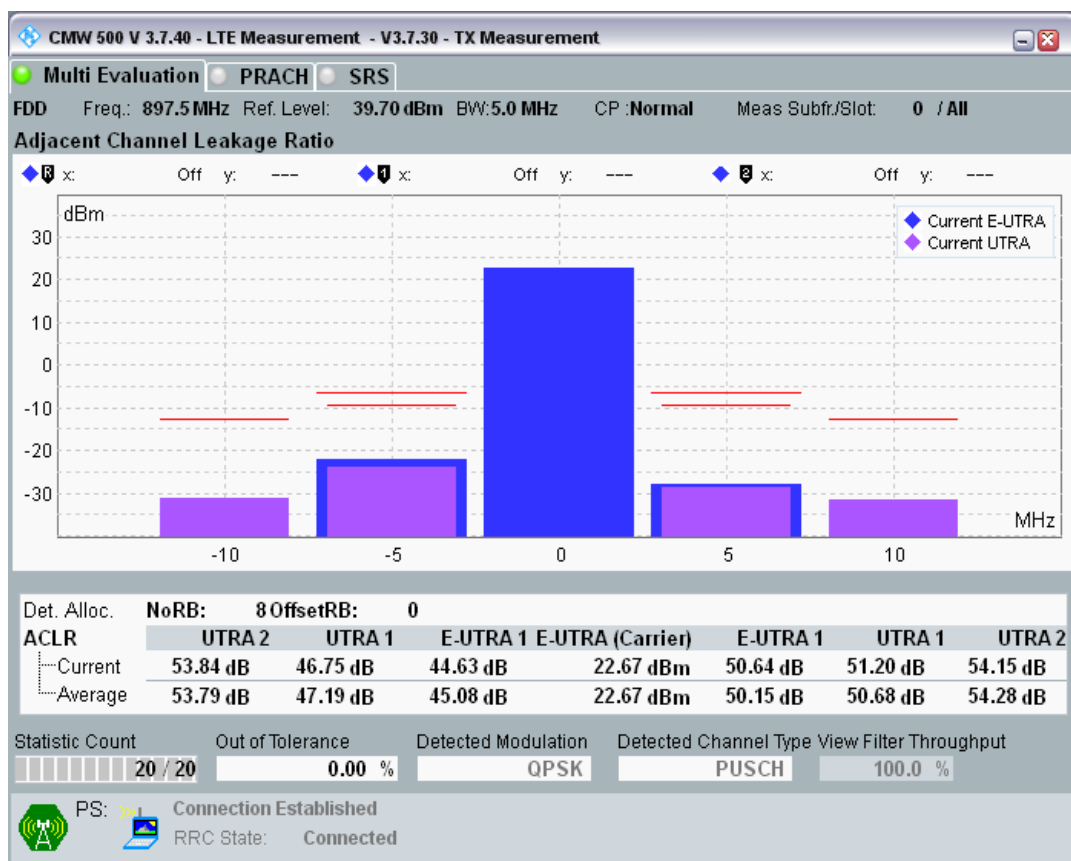 CMW 500 V 3.7.40 - LTE Measurement - V3.7.30 - TX Measurement
Multi Evaluation PRACH SRS
FDD Freq.: 897.5 MHz Ref. Level: 39.70 dBm BW:5.0 MHz CP :Normal Meas Subfr./Slot: 0 / All
Adjacent Channel Leakage Ratio
R x: Off y: --- 1 x: Off y: --- 2 x: Off y: ---
dBm
Current E-UTRA
Current UTRA
30
20
10
0
-10
-20
-30
MHz
-10 -5 0 5 10
Det. Alloc. NoRB: 8 OffsetRB: 0
ACLR UTRA 2 UTRA 1 E-UTRA 1 E-UTRA (Carrier) E-UTRA 1 UTRA 1 UTRA 2
Current 53.84 dB 46.75 dB 44.63 dB 22.67 dBm 50.64 dB 51.20 dB 54.15 dB
Average 53.79 dB 47.19 dB 45.08 dB 22.67 dBm 50.15 dB 50.68 dB 54.28 dB
Statistic Count Out of Tolerance Detected Modulation Detected Channel Type View Filter Throughput
20 / 20 0.00 % QPSK PUSCH 100.0 %
PS: Connection Established
RRC State: Connected